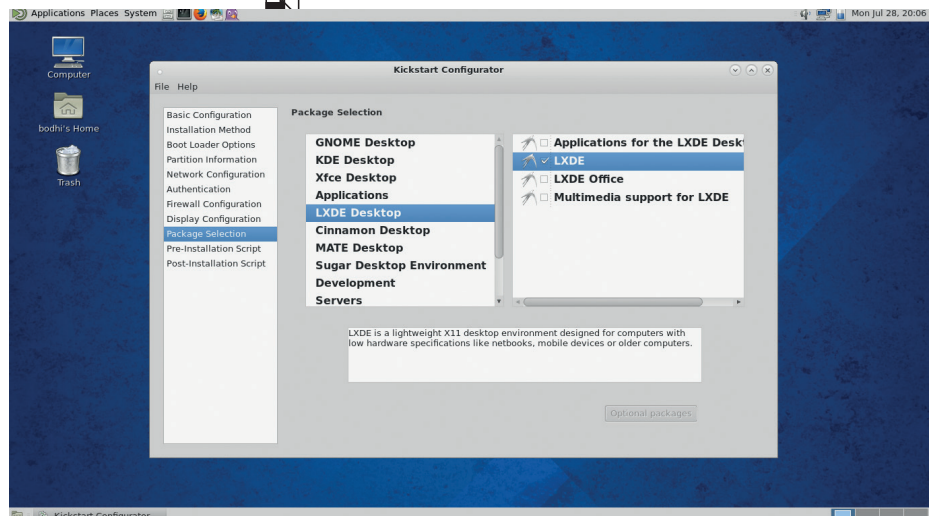 Applications Places System
Mon Jul 28, 20:06
Computer
bodhi's Home
Trash
Kickstart Configurator
File Help
Basic Configuration
Installation Method
Boot Loader Options
Partition Information
Network Configuration
Authentication
Firewall Configuration
Display Configuration
Package Selection
Pre-Installation Script
Post-Installation Script
Package Selection
GNOME Desktop
KDE Desktop
Xfce Desktop
Applications
LXDE Desktop
Cinnamon Desktop
MATE Desktop
Sugar Desktop Environment
Development
Servers
Applications for the LXDE Desk
LXDE
LXDE Office
Multimedia support for LXDE
LXDE is a lightweight X11 desktop environment designed for computers with
low hardware specifications like netbooks, mobile devices or older computers.
Optional packages
Kickstart Configurator